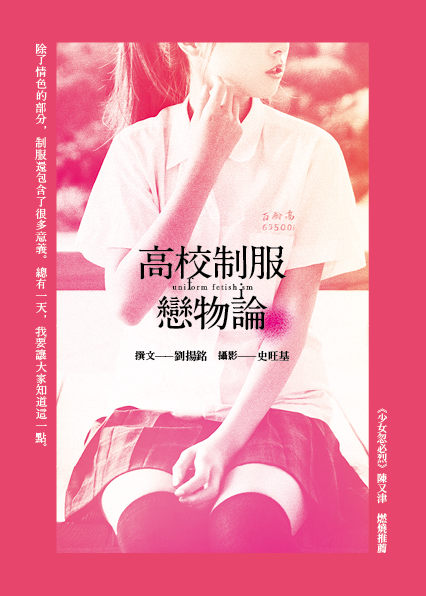 除了情色的部分，制服還包含了很多意義。總有一天，我要讓大家知道這一點。
百齡高
65500
高校制服
uniform fetishism
戀物論
撰文——劉揚銘　攝影——史旺基
《少女忽必烈》陳又津　燃燒推薦